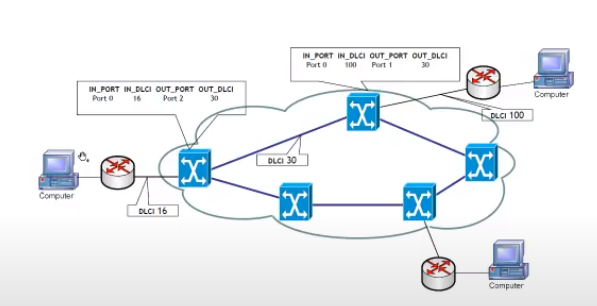 IN_PORT IN_DLCI OUT_PORT OUT_DLCI
Port 0 100 Port 1 30
IN_PORT IN_DLCI OUT_PORT OUT_DLCI
Port 0 16 Port 2 30
Computer
DLCI 100
DLCI 30
Computer
DLCI 16
Computer